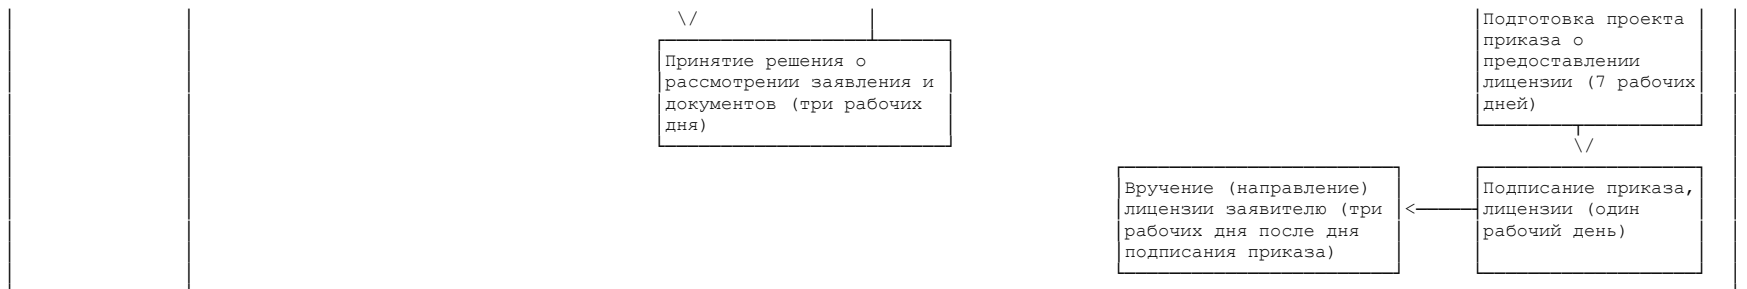 Подготовка проекта
приказа о
предоставлении
лицензии (7 рабочих
дней)
Принятие решения о
рассмотрении заявления и
документов (три рабочих
дня)
Подписание приказа,
лицензии (один
рабочий день)
Вручение (направление)
лицензии заявителю (три
рабочих дня после дня
подписания приказа)